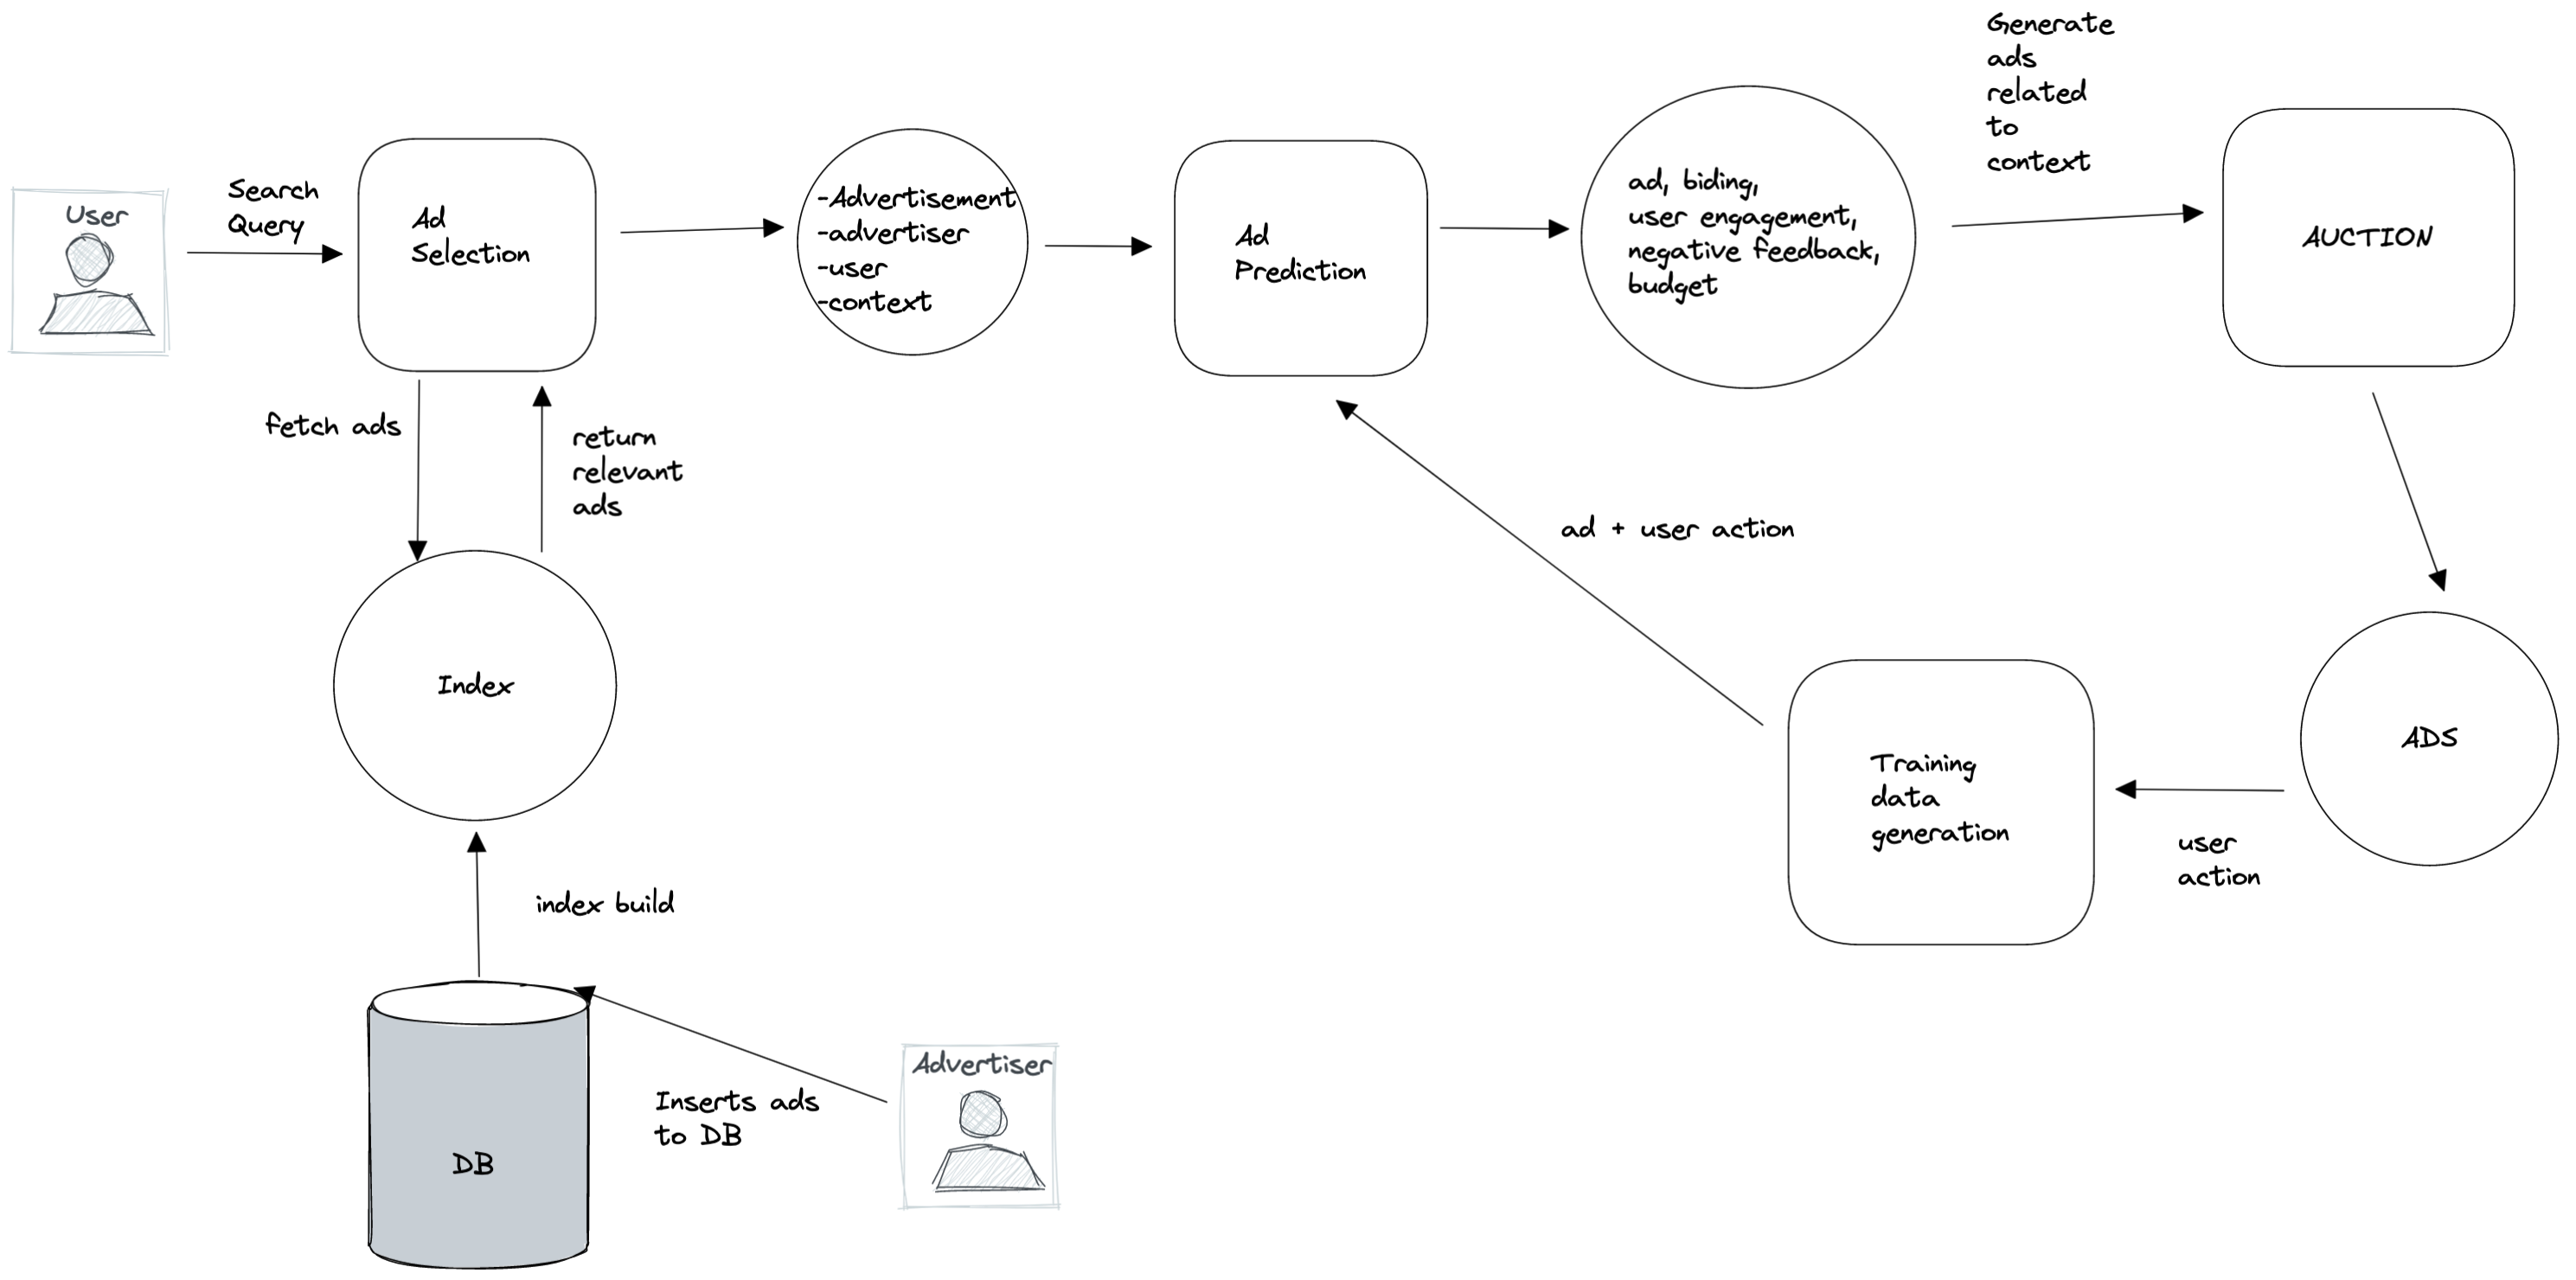 User
Search
Query
Ad
Selection
-Advertisement
-advertiser
-user
-context
Ad
Prediction
ad, biding,
user engagement,
negative feedback,
budget
Generate
ads
related
to
context
AUCTION
fetch ads
return
relevant
ads
ad + user action
Index
Training
data
generation
ADS
user
action
index build
Inserts ads
to DB
Advertiser
DB